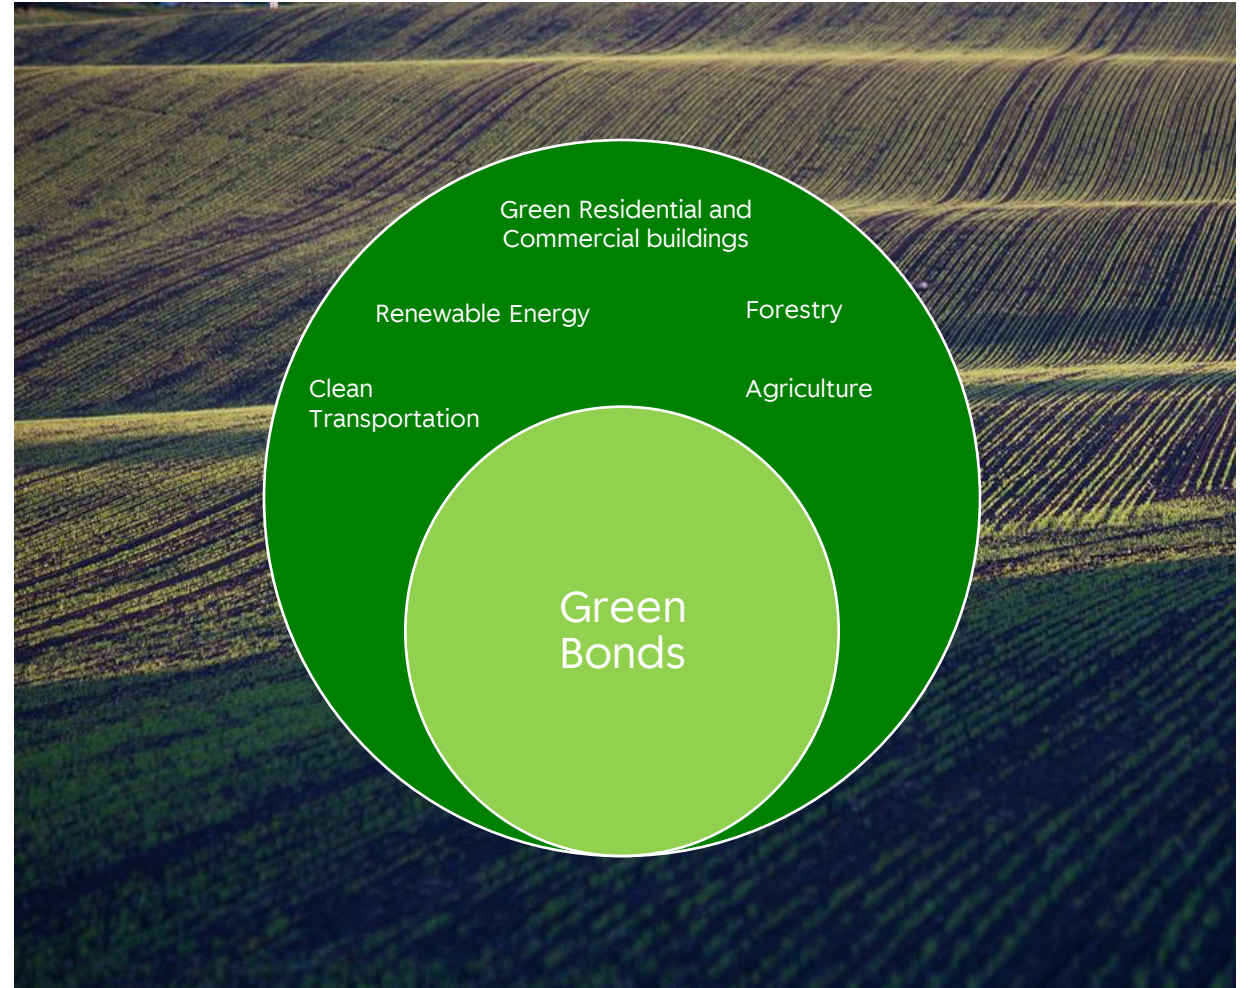 Green Residential and
Commercial buildings
Renewable Energy
Forestry
Clean
Transportation
Agriculture
Green
Bonds